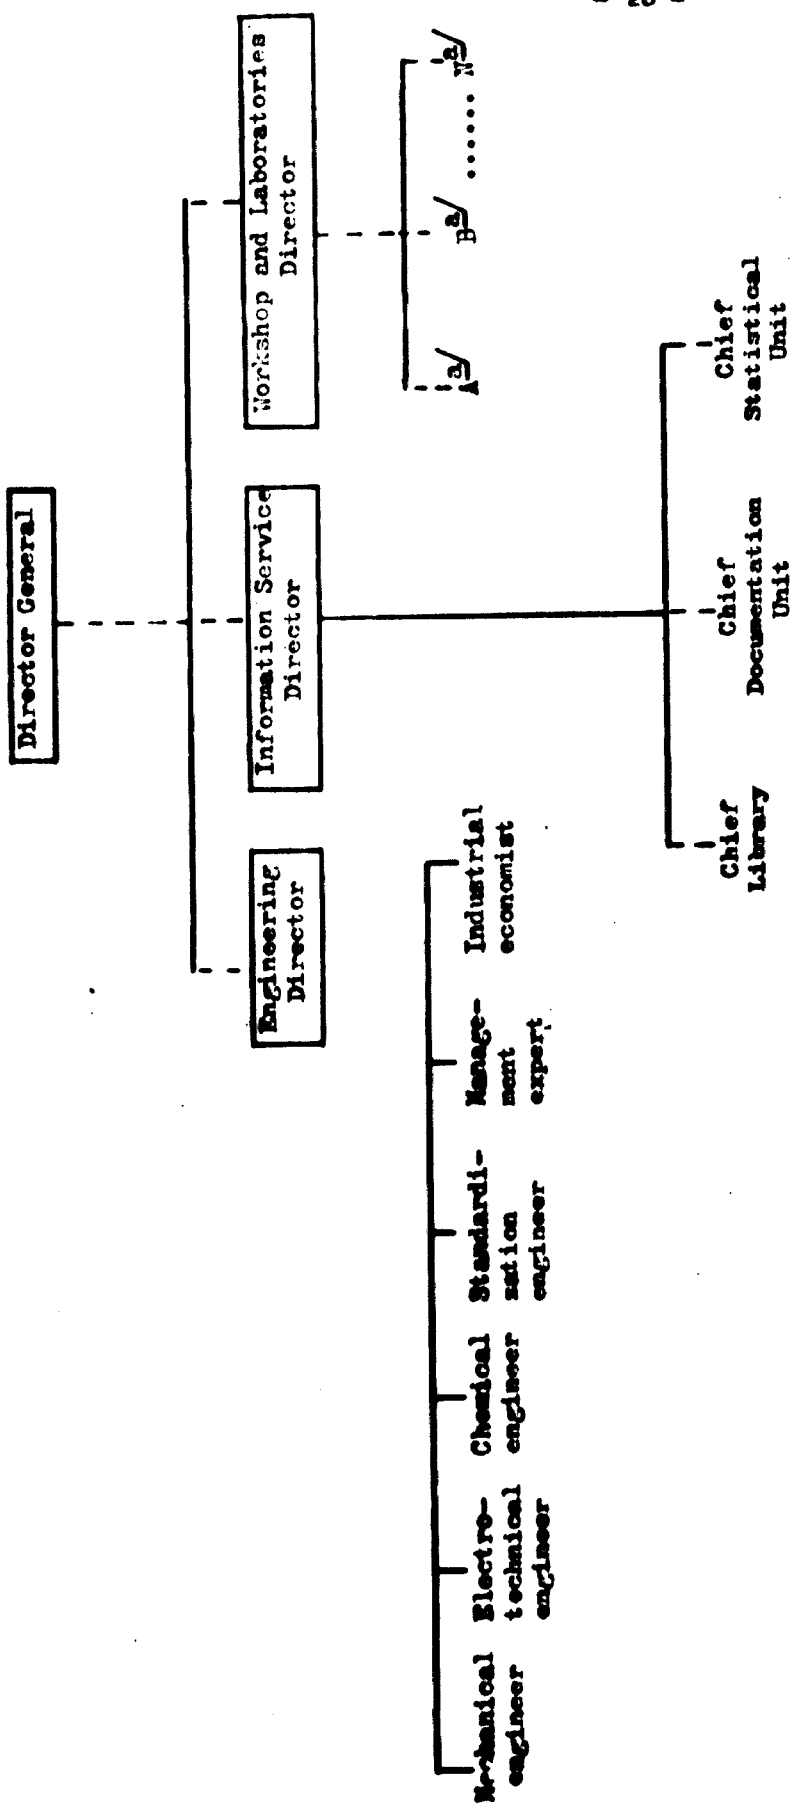 - 20 -
Director General
Engineering
Director
Information Service
Director
Workshop and Laboratories
Director
Mechanical
engineer
Electro-
technical
engineer
Chemical
engineer
Standardi-
zation
engineer
Manage-
ment
expert
Industrial
economist
A a/
B a/
......
N a/
Chief
Library
Chief
Documentation
Unit
Chief
Statistical
Unit